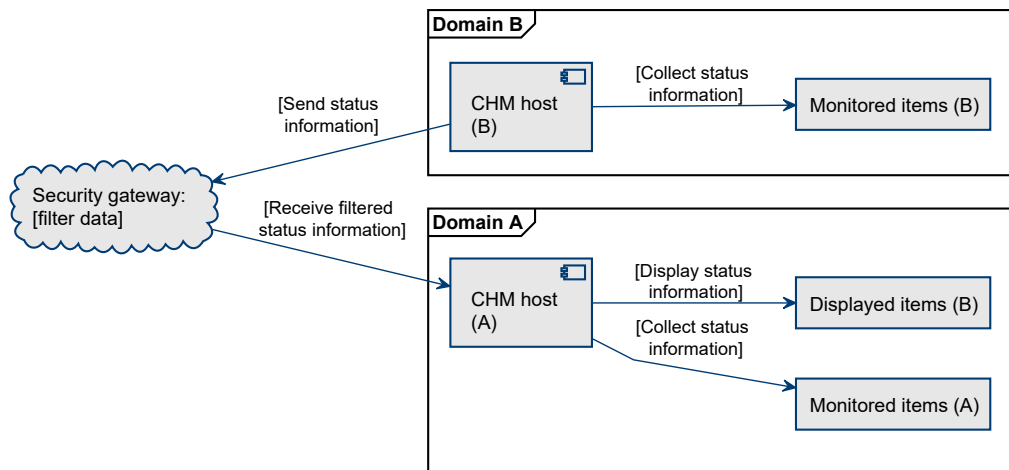 Domain B
CHM host
(B)
[Collect status
information]
Monitored items (B)
[Send status
information]
Security gateway:
[filter data]
[Receive filtered
status information]
Domain A
CHM host
(A)
[Display status
information]
Displayed items (B)
[Collect status
information]
Monitored items (A)